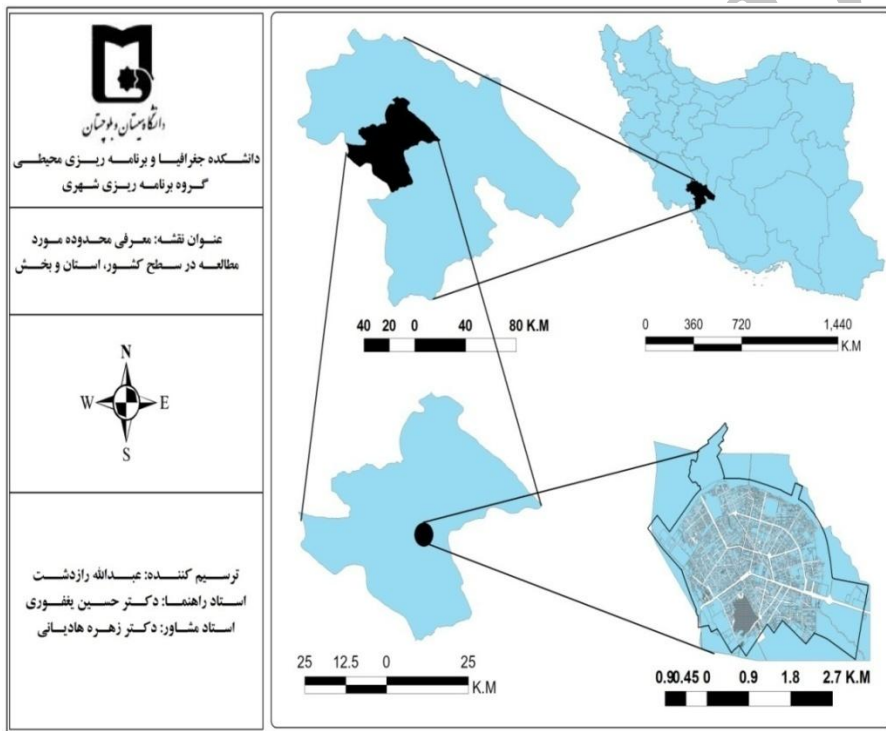 دانشگاه سیستان و بلوچستان
دانشکده جغرافیا و برنامه ریزی محیطی
گروه برنامه ریزی شهری
عنوان نقشه: معرفی محدوده مورد
مطالعه در سطح کشور، استان و بخش
N
W E
S
ترسیم کننده: عبدالله رازدشت
استاد راهنما: دکتر حسین یغفوری
استاد مشاور: دکتر زهره هادیانی
40 20 0 40 80 K.M
0 360 720 1,440
K.M
25 12.5 0 25
K.M
0.90.45 0 0.9 1.8 2.7 K.M